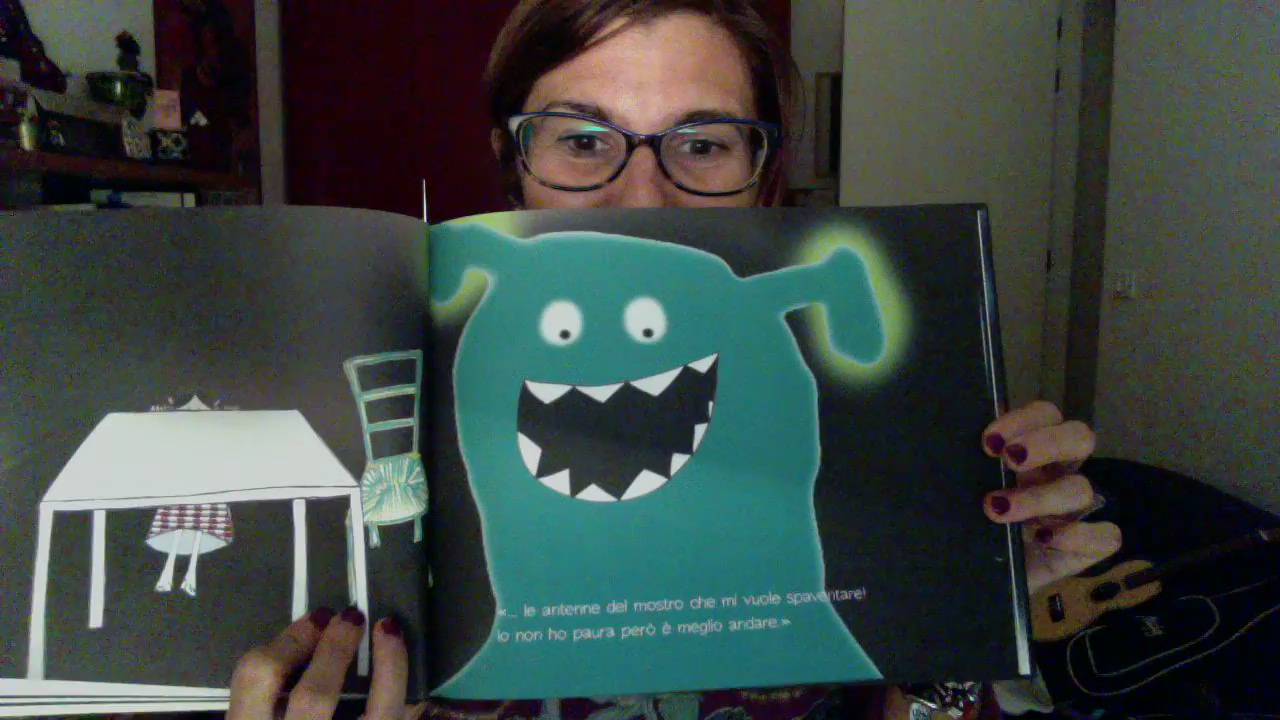 «... le antenne del mostro che mi vuole spaventare!
Io non ho paura però è meglio andare.»